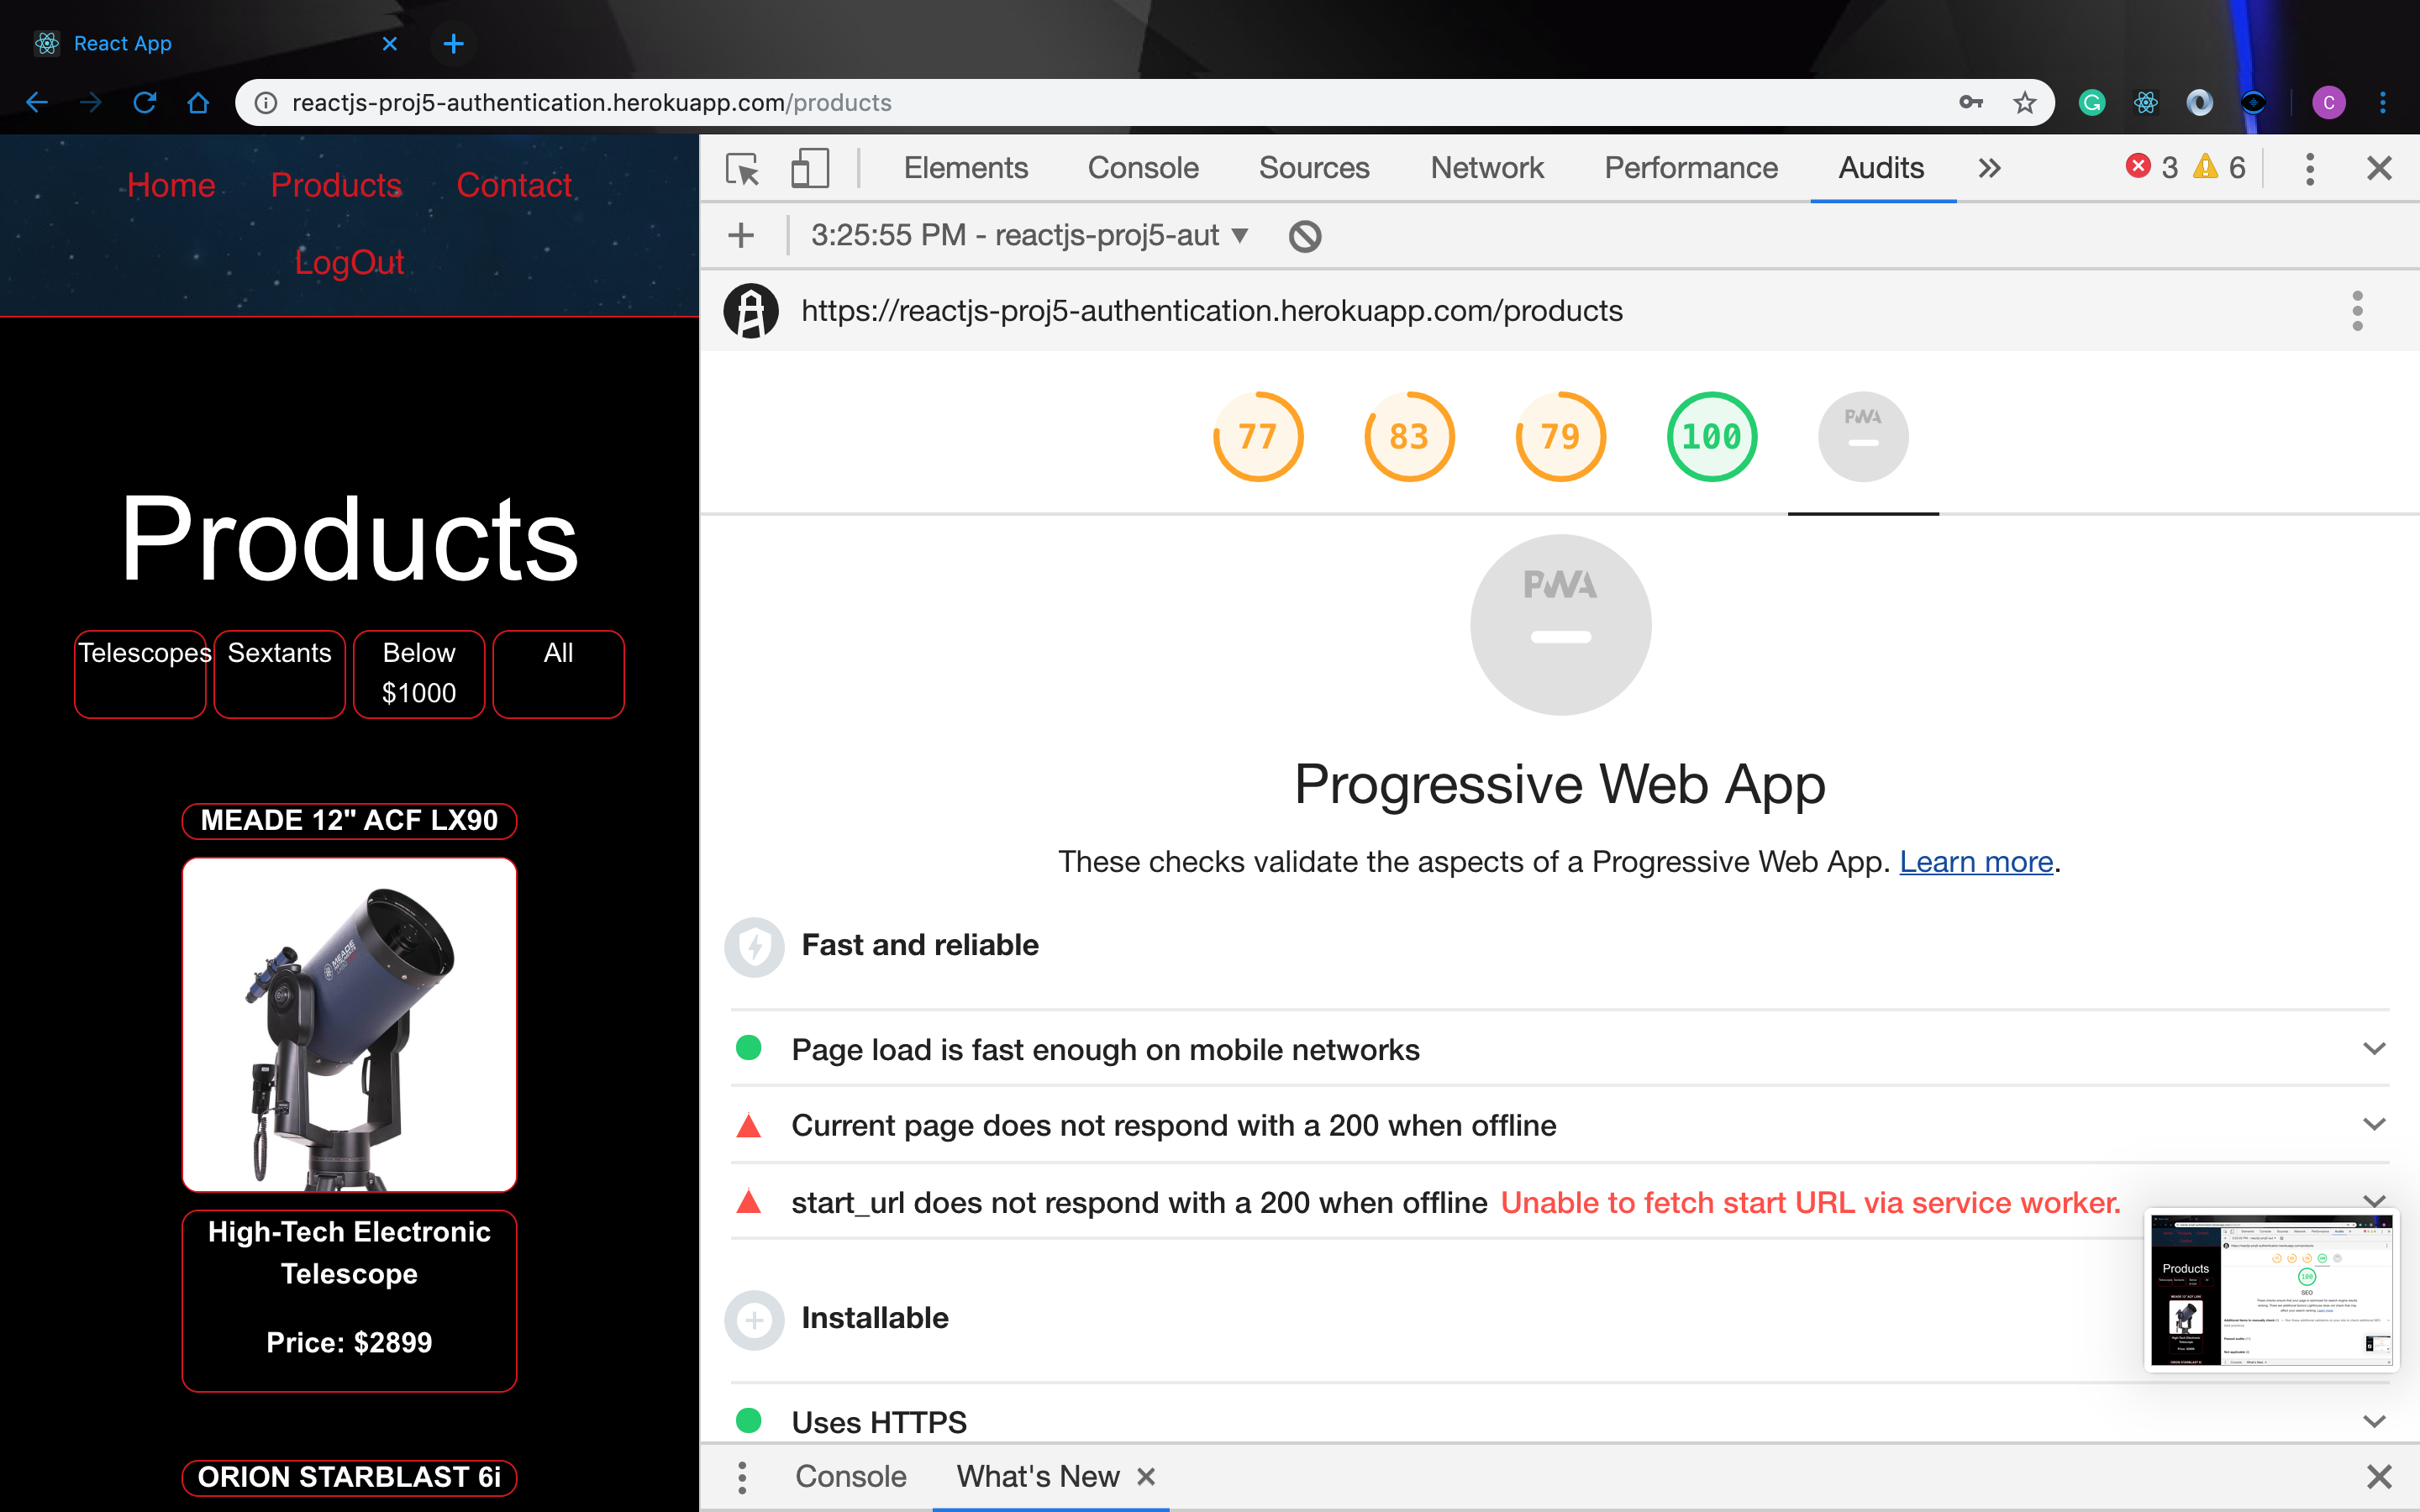 React App
reactjs-proj5-authentication.herokuapp.com/products
C
Home Products Contact
LogOut
Products
Telescopes Sextants Below $1000 All
MEADE 12" ACF LX90
MEADE
High-Tech Electronic
Telescope
Price: $2899
ORION STARBLAST 6i
Elements Console Sources Network Performance Audits » 3 6
3:25:55 PM - reactjs-proj5-aut
https://reactjs-proj5-authentication.herokuapp.com/products
77 83 79 100 PWA
PWA
Progressive Web App
These checks validate the aspects of a Progressive Web App. Learn more.
Fast and reliable
Page load is fast enough on mobile networks
Current page does not respond with a 200 when offline
start_url does not respond with a 200 when offline Unable to fetch start URL via service worker.
Products
100
SEO
Installable
Uses HTTPS
Console What's New